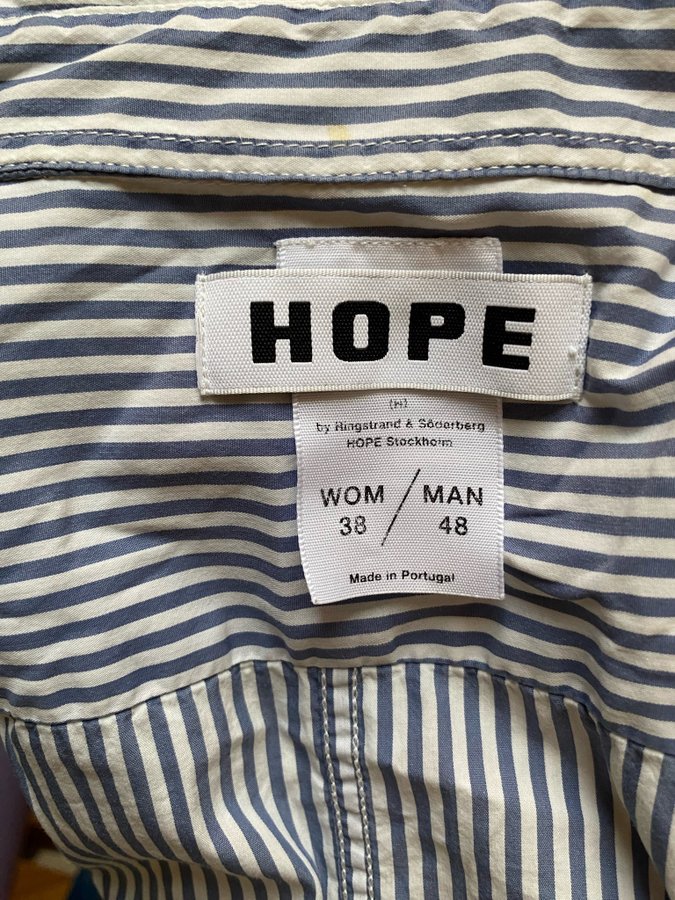 HOPE
(H)
by Ringstrand & Söderberg
HOPE Stockholm
WOM / MAN
38 48
Made in Portugal